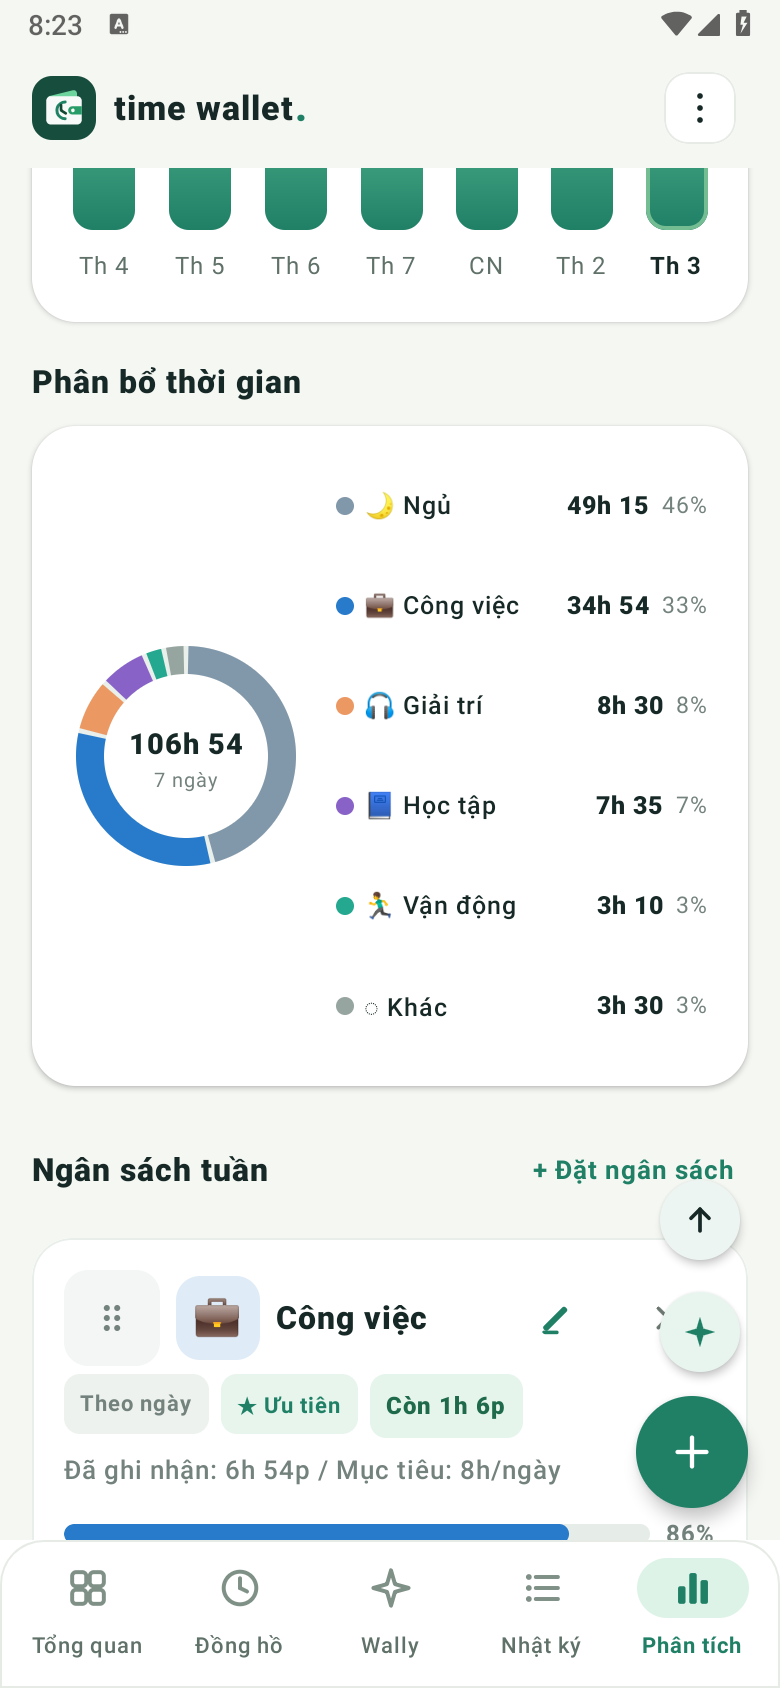 8:23
time wallet.
Th 4 Th 5 Th 6 Th 7 CN Th 2 Th 3
Phân bổ thời gian
Ngủ 49h 15 46%
Công việc 34h 54 33%
Giải trí 8h 30 8%
106h 54
7 ngày
Học tập 7h 35 7%
Vận động 3h 10 3%
Khác 3h 30 3%
Ngân sách tuần + Đặt ngân sách
Công việc
Theo ngày ★ Ưu tiên Còn 1h 6p
Đã ghi nhận: 6h 54p / Mục tiêu: 8h/ngày
86%
Tổng quan Đồng hồ Wally Nhật ký Phân tích